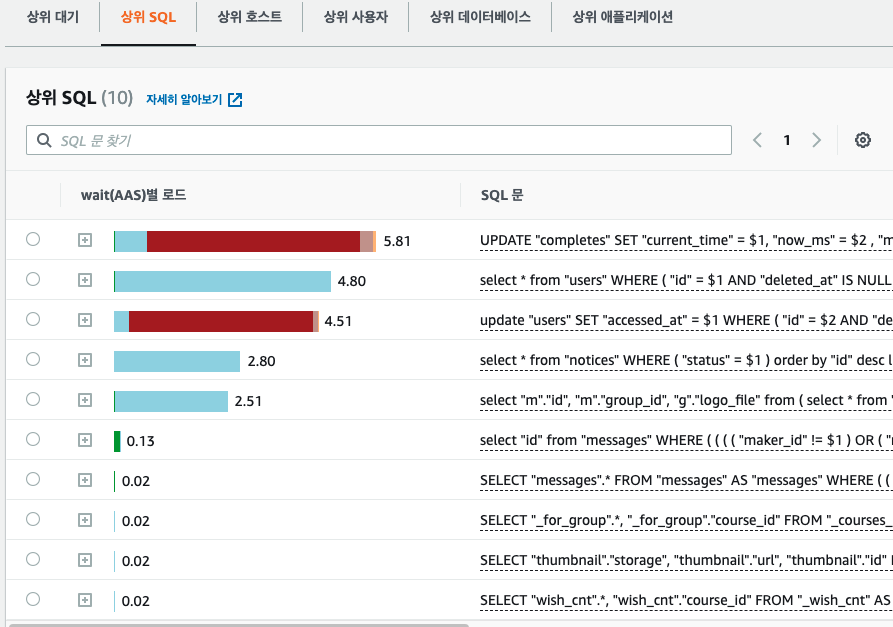 상위 대기 상위 SQL 상위 호스트 상위 사용자 상위 데이터베이스 상위 애플리케이션
상위 SQL (10) 자세히 알아보기
SQL 문 찾기 1
wait(AAS)별 로드 SQL 문
5.81 UPDATE "completes" SET "current_time" = $1, "now_ms" = $2 , "m
4.80 select * from "users" WHERE ( "id" = $1 AND "deleted_at" IS NULL
4.51 update "users" SET "accessed_at" = $1 WHERE ( "id" = $2 AND "de
2.80 select * from "notices" WHERE ( "status" = $1 ) order by "id" desc l
2.51 select "m"."id", "m"."group_id", "g"."logo_file" from ( select * from "
0.13 select "id" from "messages" WHERE ( ( ( ( "maker_id" != $1 ) OR ( "
0.02 SELECT "messages".* FROM "messages" AS "messages" WHERE ( (
0.02 SELECT "_for_group".*, "_for_group"."course_id" FROM "_courses_
0.02 SELECT "thumbnail"."storage", "thumbnail"."url", "thumbnail"."id"
0.02 SELECT "wish_cnt".*, "wish_cnt"."course_id" FROM "_wish_cnt" AS